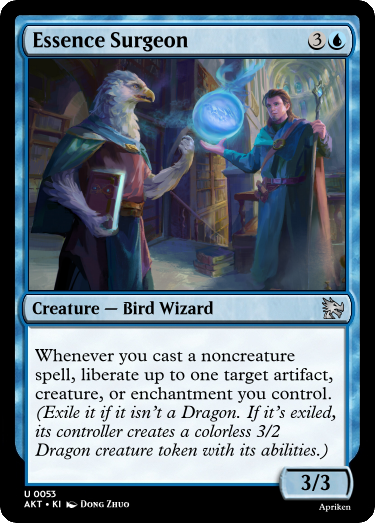 Essence Surgeon 3
Creature — Bird Wizard
Whenever you cast a noncreature
spell, liberate up to one target artifact,
creature, or enchantment you control.
(Exile it if it isn't a Dragon. If it's exiled,
its controller creates a colorless 3/2
Dragon creature token with its abilities.)
3/3
U 0053
AKT • KI Dong Zhuo
Apriken